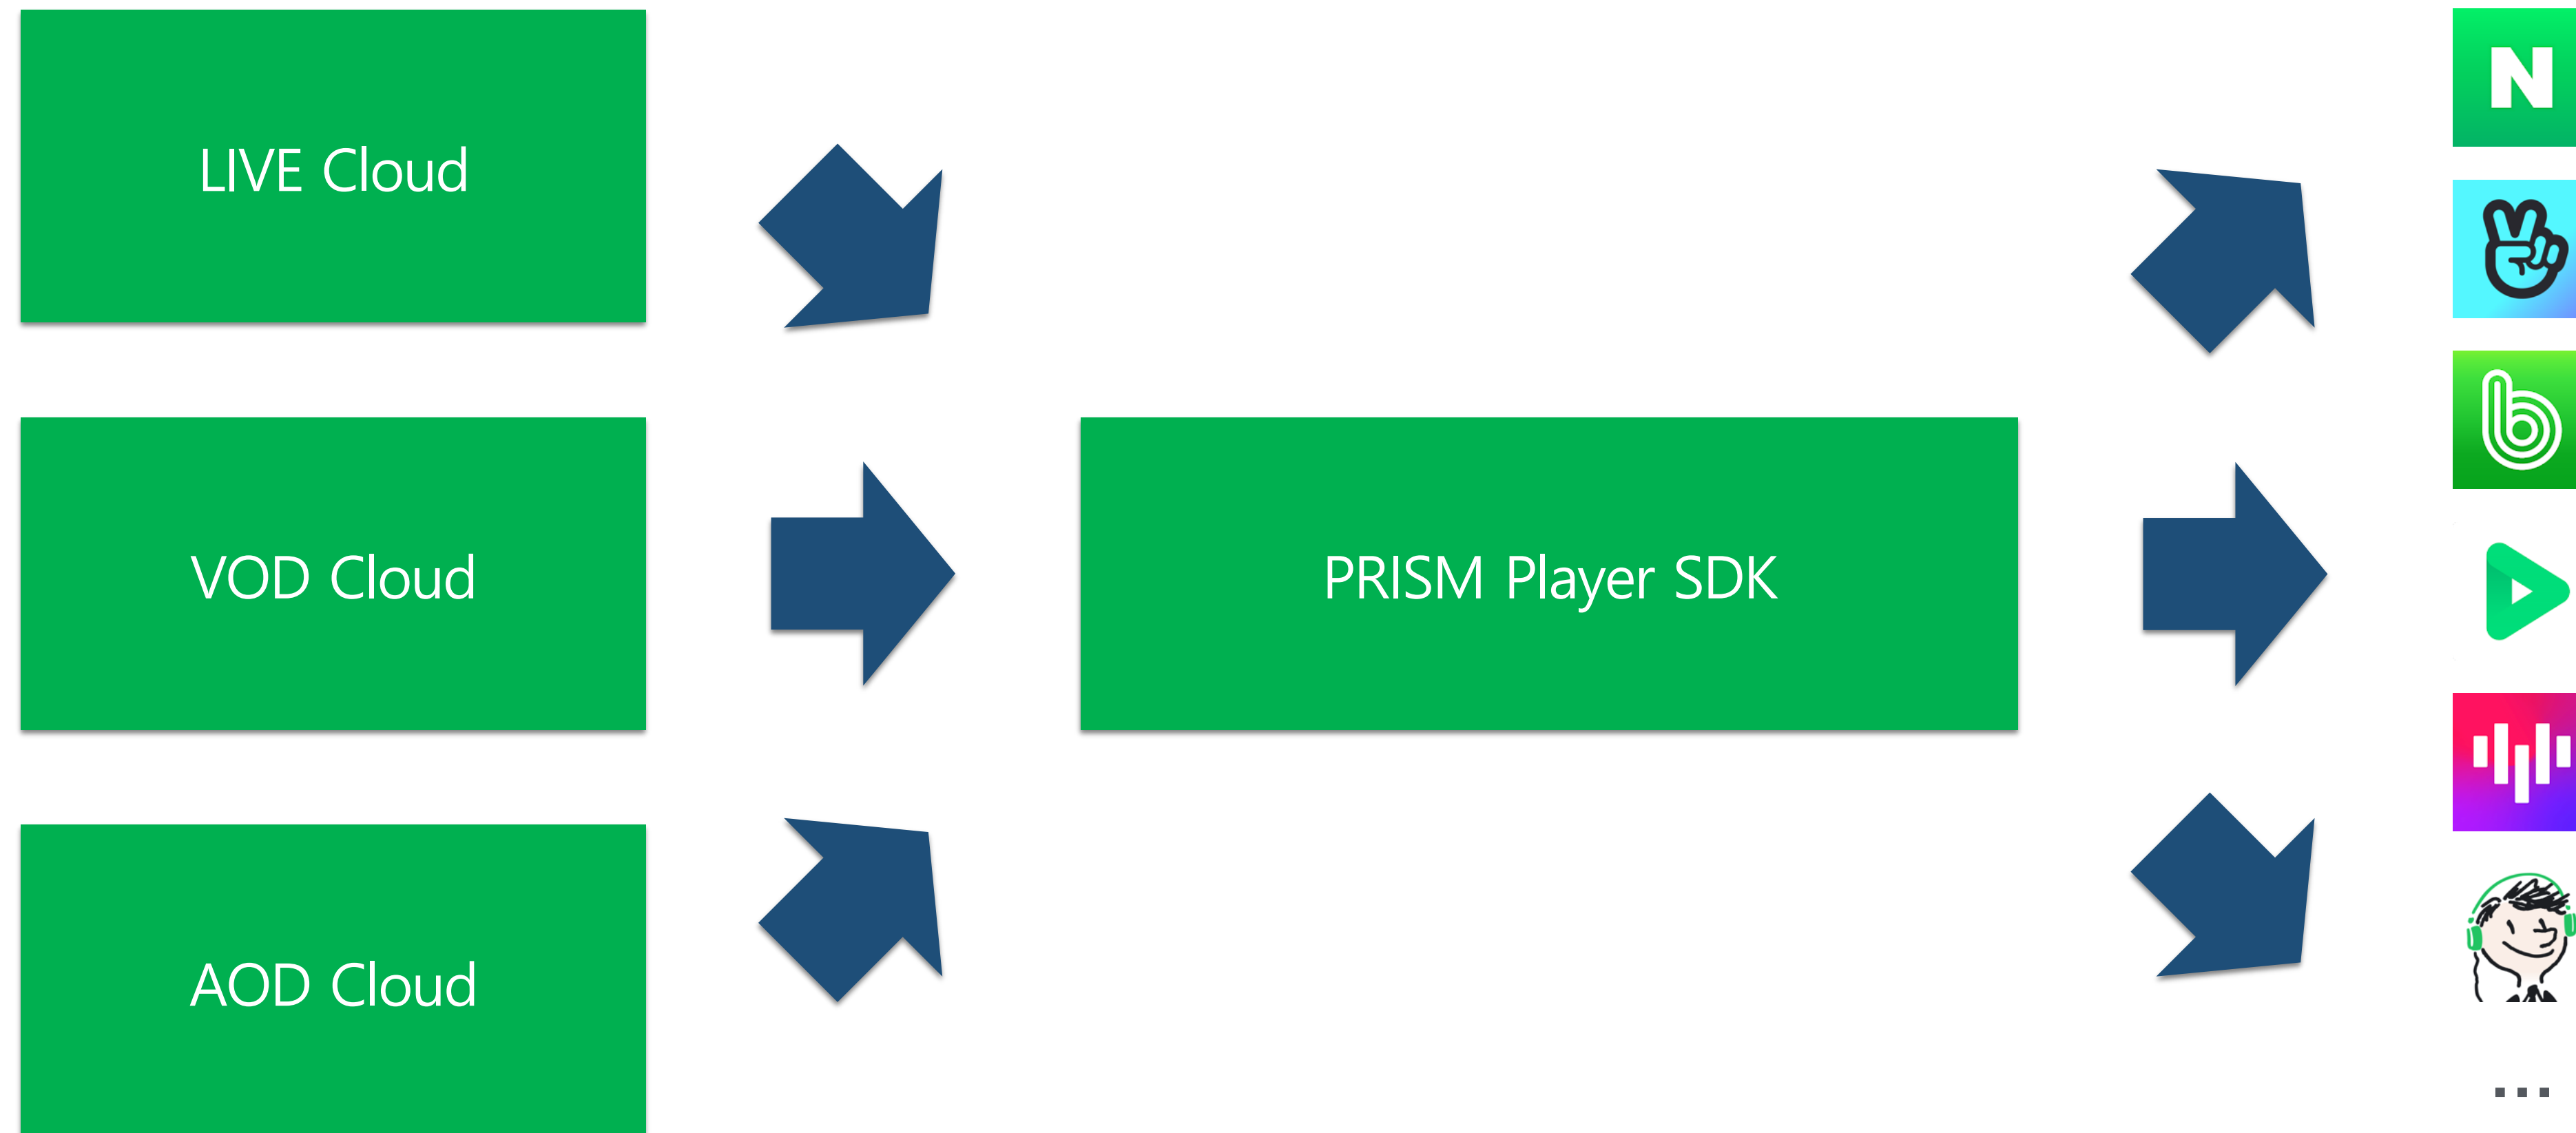 LIVE Cloud
VOD Cloud
AOD Cloud
PRISM Player SDK
N
b
...